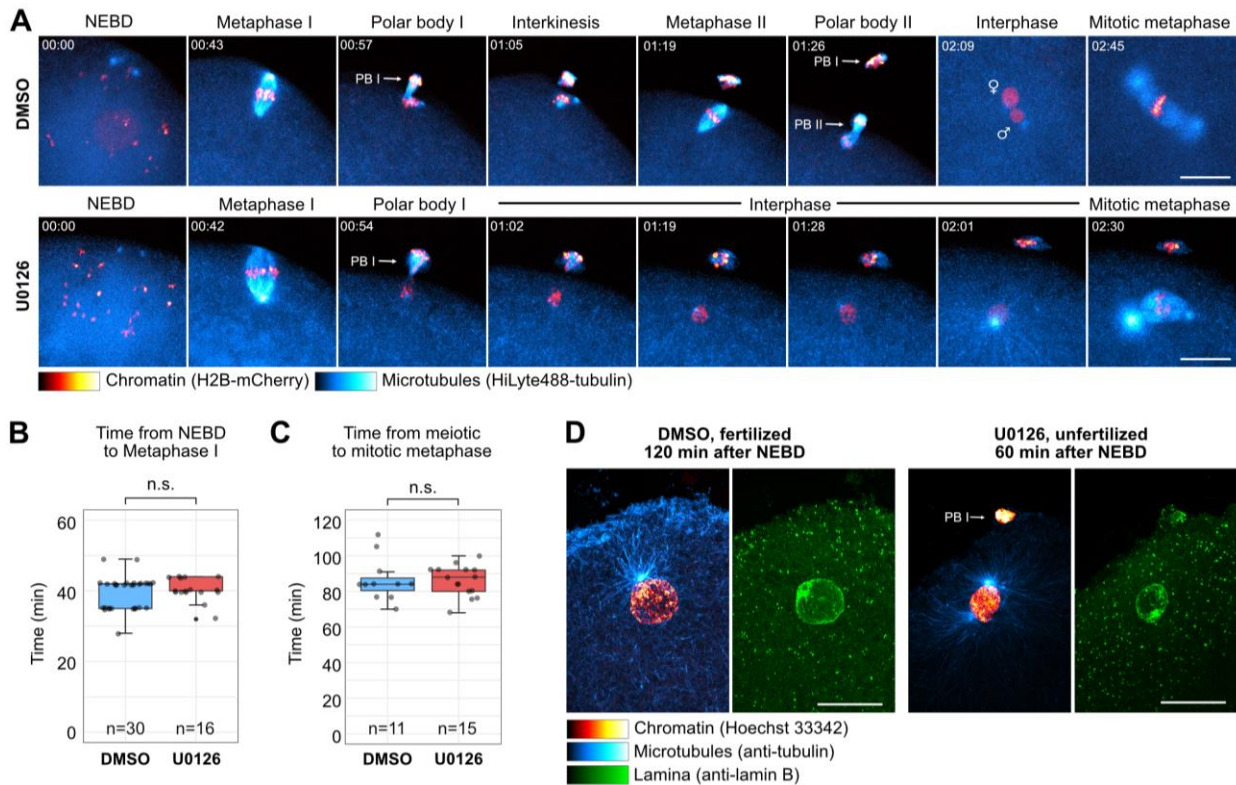 A
NEBD Metaphase I Polar body I Interkinesis Metaphase II Polar body II Interphase Mitotic metaphase
DMSO
00:00 00:43 00:57 01:05 01:19 01:26 02:09 02:45
PB I
PB I
PB II
♀
♂
NEBD Metaphase I Polar body I Interphase Mitotic metaphase
U0126
00:00 00:42 00:54 01:02 01:19 01:28 02:01 02:30
PB I
Chromatin (H2B-mCherry) Microtubules (HiLyte488-tubulin)
B
Time from NEBD
to Metaphase I
n.s.
Time (min)
60
40
20
0
n=30 n=16
DMSO U0126
C
Time from meiotic
to mitotic metaphase
n.s.
Time (min)
120
100
80
60
40
20
0
n=11 n=15
DMSO U0126
D
DMSO, fertilized
120 min after NEBD
U0126, unfertilized
60 min after NEBD
PB I
Chromatin (Hoechst 33342)
Microtubules (anti-tubulin)
Lamina (anti-lamin B)